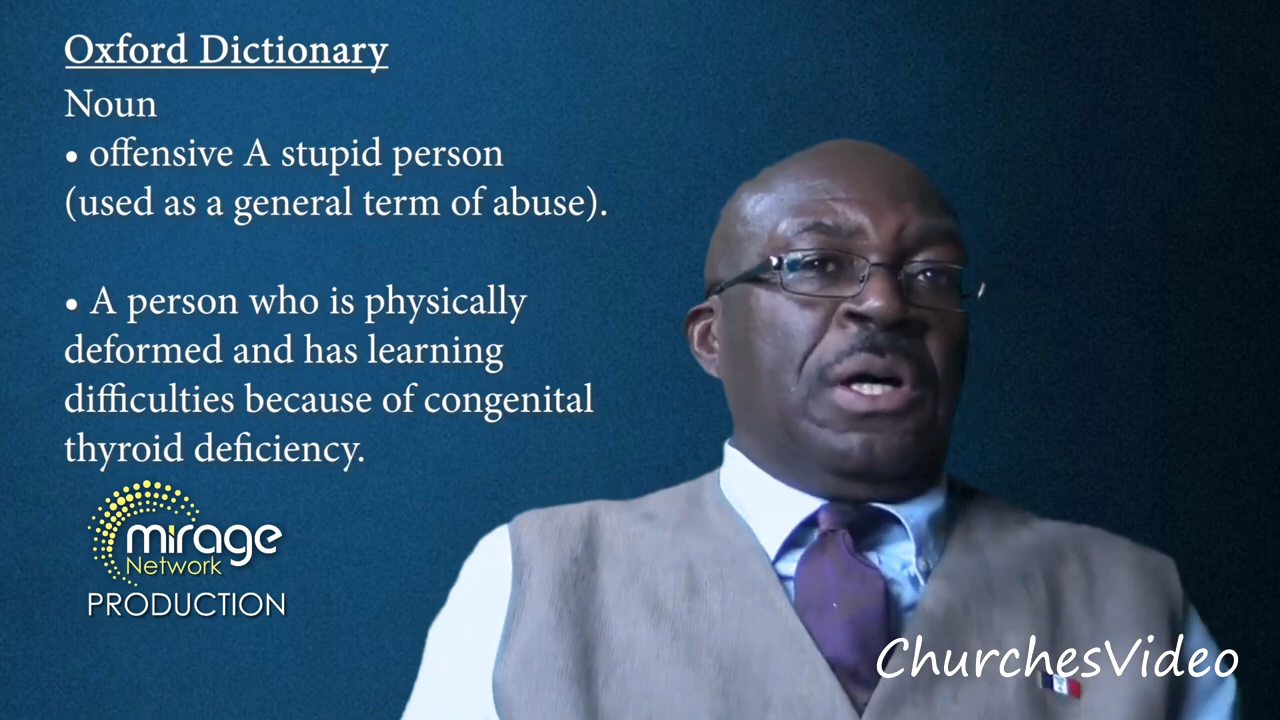 Oxford Dictionary
Noun
• offensive A stupid person
(used as a general term of abuse).
• A person who is physically
deformed and has learning
difficulties because of congenital
thyroid deficiency.
mirage
Network
PRODUCTION
ChurchesVideo